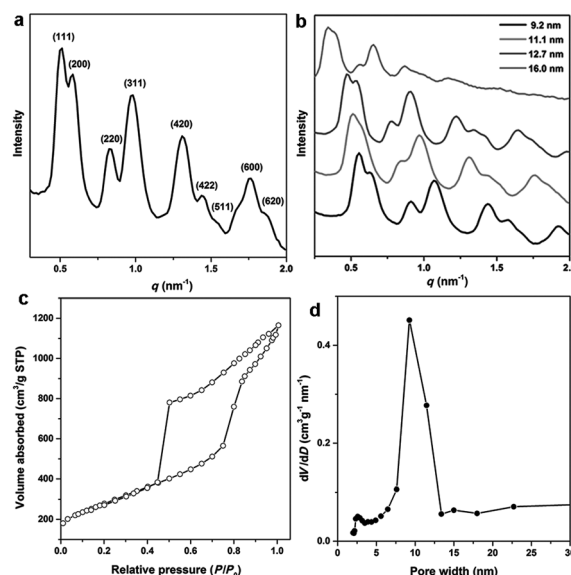 a
(111)
(200)
(311)
(220)
(420)
(422)
(511)
(600)
(620)
Intensity
0.5 1.0 1.5 2.0
q (nm⁻¹)
b
9.2 nm
11.1 nm
12.7 nm
16.0 nm
Intensity
0.5 1.0 1.5 2.0
q (nm⁻¹)
c
Volume absorbed (cm³/g STP)
1200
1000
800
600
400
200
0.0 0.2 0.4 0.6 0.8 1.0
Relative pressure (P/P₀)
d
dV/dD (cm³g⁻¹ nm⁻¹)
0.4
0.2
0.0
0 5 10 15 20 25 30
Pore width (nm)